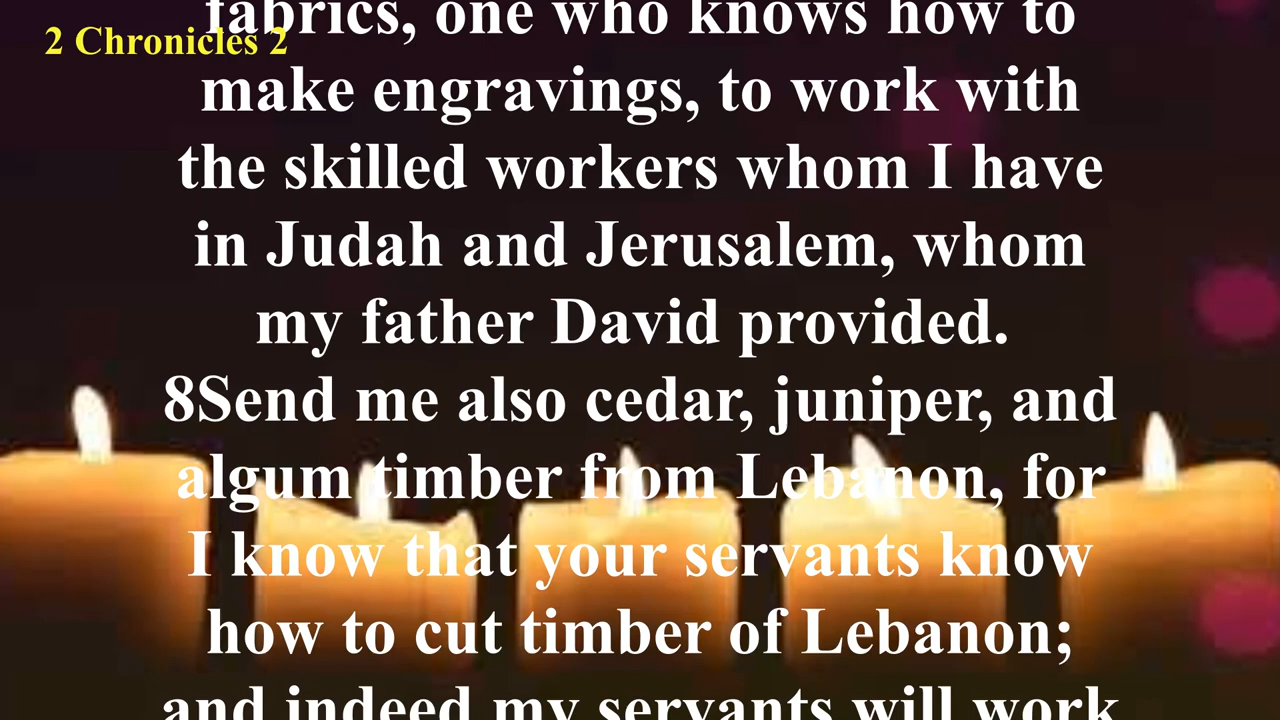 fabrics, one who knows how to
2 Chronicles 2
make engravings, to work with
the skilled workers whom I have
in Judah and Jerusalem, whom
my father David provided.
8Send me also cedar, juniper, and
algum timber from Lebanon, for
I know that your servants know
how to cut timber of Lebanon;
and indeed my servants will work